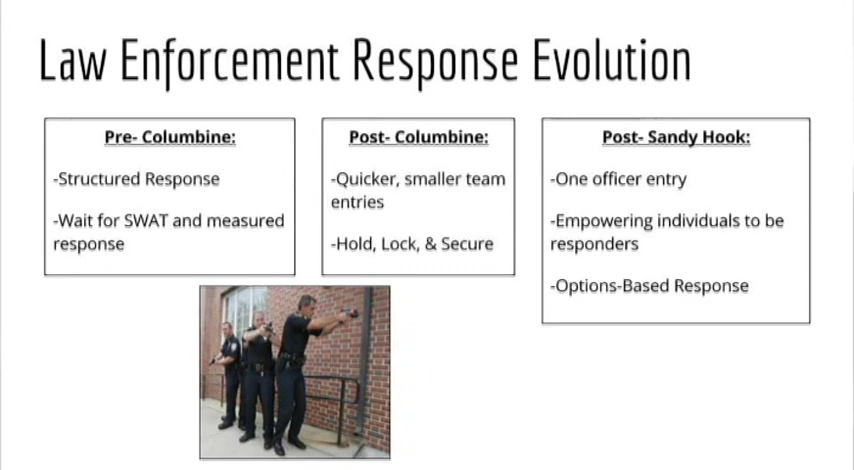 Law Enforcement Response Evolution
Pre- Columbine:
-Structured Response
-Wait for SWAT and measured
response
Post- Columbine:
-Quicker, smaller team
entries
-Hold, Lock, & Secure
Post- Sandy Hook:
-One officer entry
-Empowering individuals to be
responders
-Options-Based Response